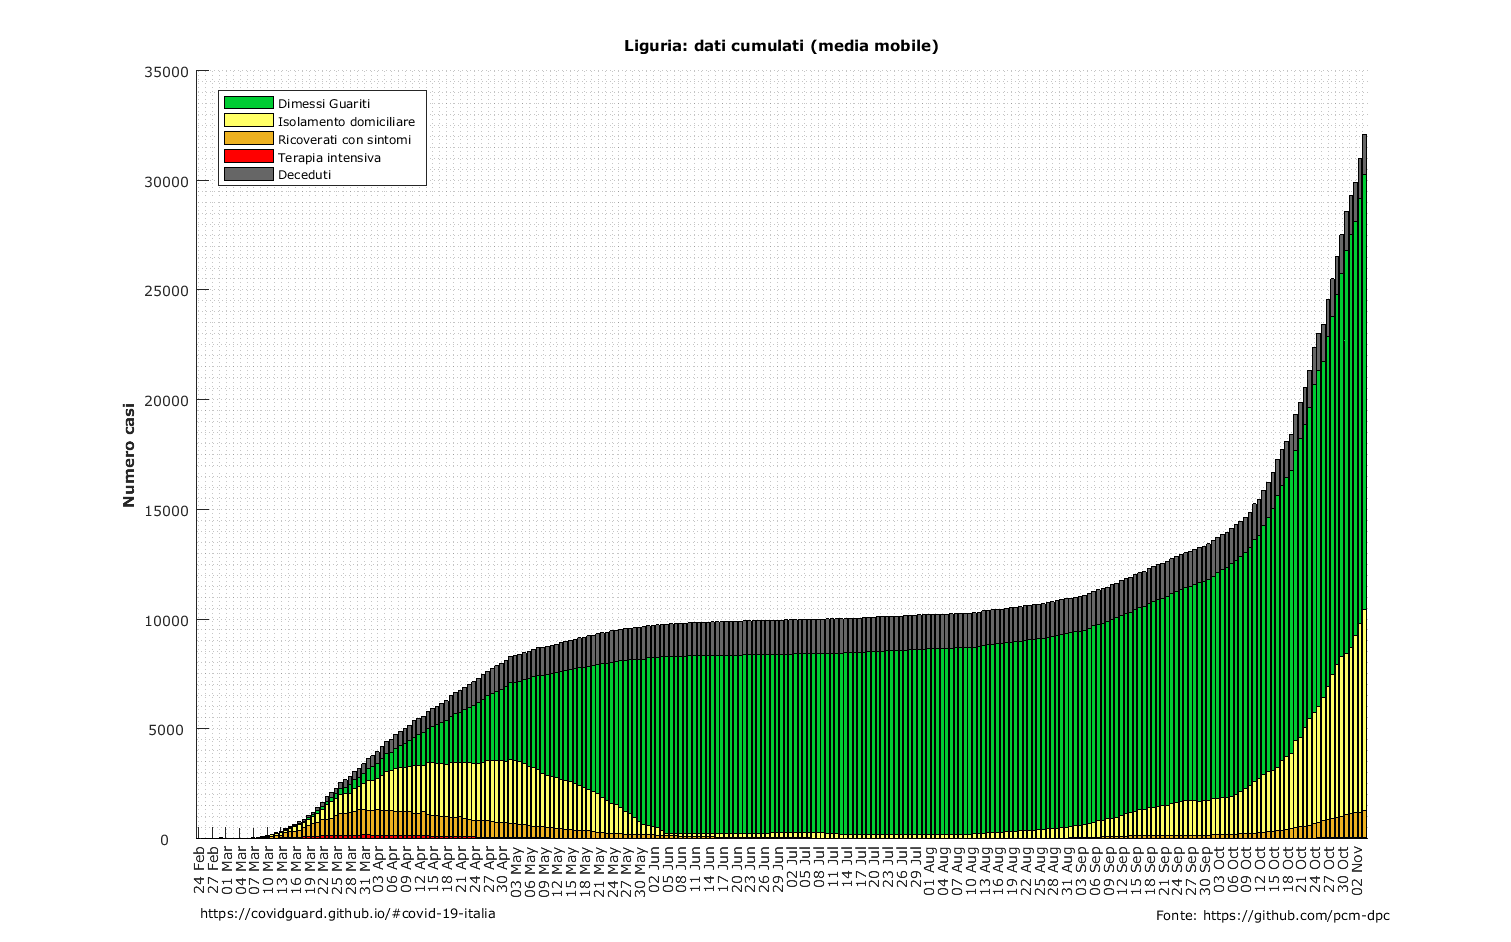 Liguria: dati cumulati (media mobile)
Numero casi
35000
30000
25000
20000
15000
10000
5000
0
Dimessi Guariti
Isolamento domiciliare
Ricoverati con sintomi
Terapia intensiva
Deceduti
24 Feb
27 Feb
01 Mar
04 Mar
07 Mar
10 Mar
13 Mar
16 Mar
19 Mar
22 Mar
25 Mar
28 Mar
31 Mar
03 Apr
06 Apr
09 Apr
12 Apr
15 Apr
18 Apr
21 Apr
24 Apr
27 Apr
30 Apr
03 May
06 May
09 May
12 May
15 May
18 May
21 May
24 May
27 May
30 May
02 Jun
05 Jun
08 Jun
11 Jun
14 Jun
17 Jun
20 Jun
23 Jun
26 Jun
29 Jun
02 Jul
05 Jul
08 Jul
11 Jul
14 Jul
17 Jul
20 Jul
23 Jul
26 Jul
29 Jul
01 Aug
04 Aug
07 Aug
10 Aug
13 Aug
16 Aug
19 Aug
22 Aug
25 Aug
28 Aug
31 Aug
03 Sep
06 Sep
09 Sep
12 Sep
15 Sep
18 Sep
21 Sep
24 Sep
27 Sep
30 Sep
03 Oct
06 Oct
09 Oct
12 Oct
15 Oct
18 Oct
21 Oct
24 Oct
27 Oct
30 Oct
02 Nov
https://covidguard.github.io/#covid-19-italia
Fonte: https://github.com/pcm-dpc